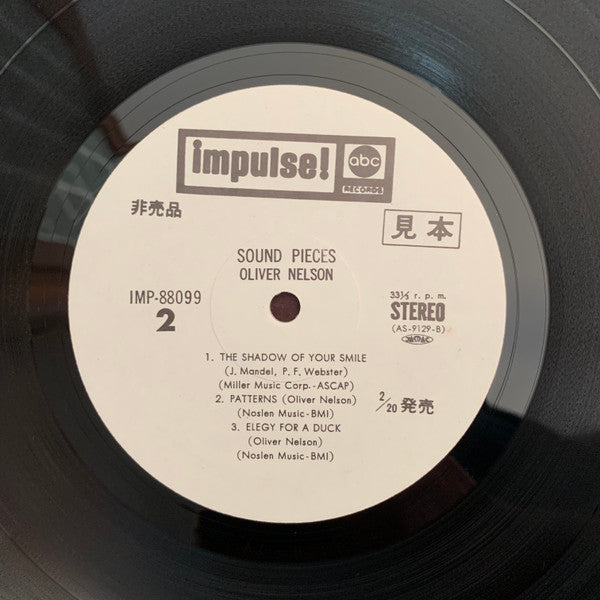 impulse!
abc
RECORDS
非売品
見本
SOUND PIECES
OLIVER NELSON
IMP-88099
2
33⅓ r. p. m.
STEREO
(AS-9129-B)
JASRAC
1. THE SHADOW OF YOUR SMILE
(J. Mandel, P. F. Webster)
(Miller Music Corp.-ASCAP)
2. PATTERNS (Oliver Nelson)
(Noslen Music-BMI)
3. ELEGY FOR A DUCK
(Oliver Nelson)
(Noslen Music-BMI)
2/20 発売